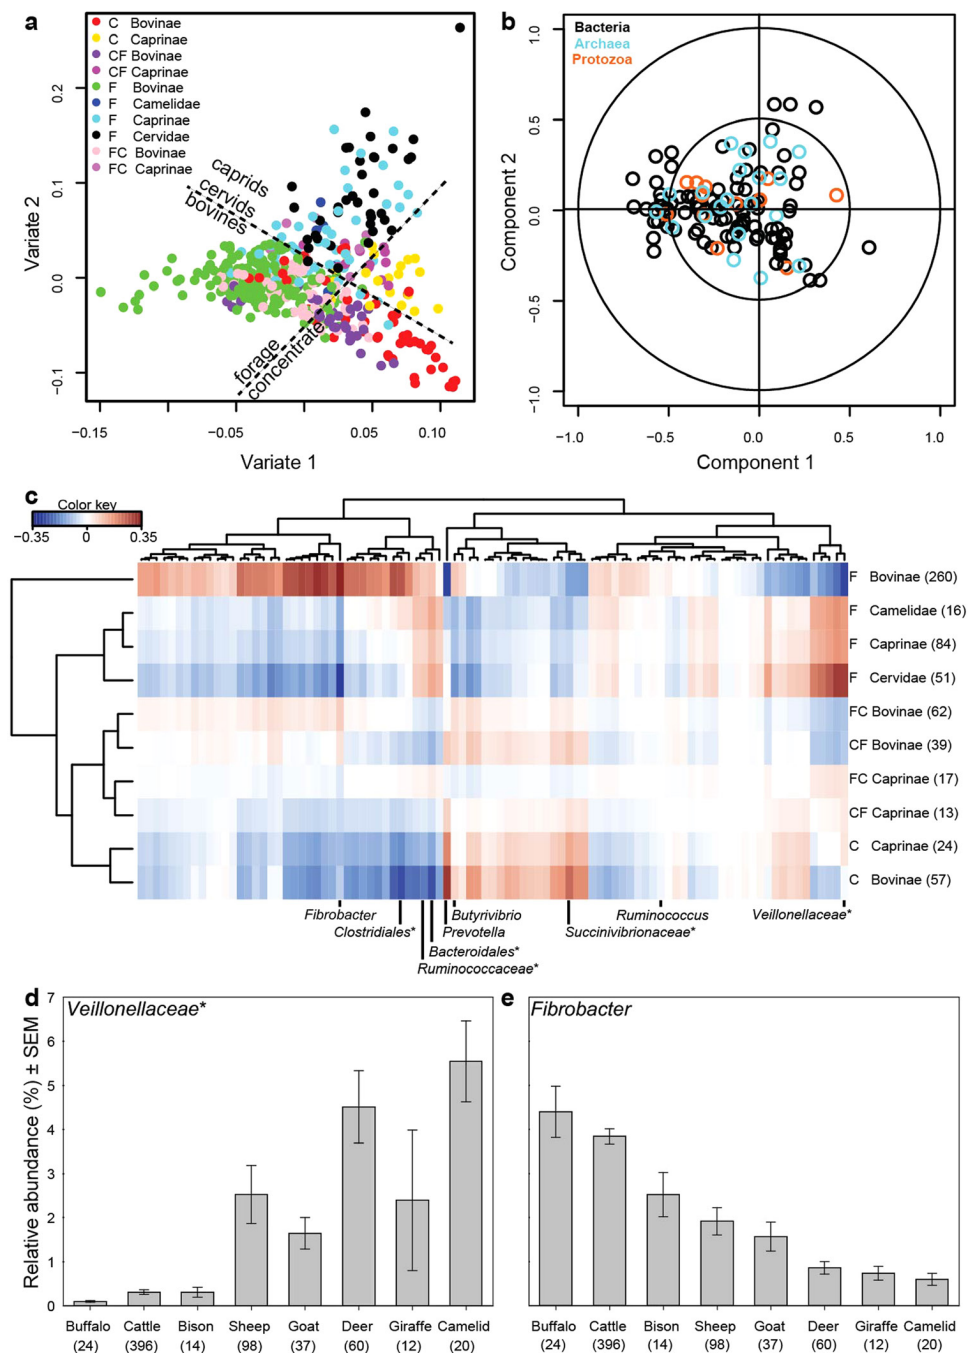 a
C Bovinae
C Caprinae
CF Bovinae
CF Caprinae
F Bovinae
F Camelidae
F Caprinae
F Cervidae
FC Bovinae
FC Caprinae
caprids
cervids
bovines
forage
concentrate
0.2
0.1
0.0
−0.1
Variate 2
−0.15
−0.05
0.05
0.10
Variate 1
b
Bacteria
Archaea
Protozoa
1.0
0.5
0.0
−0.5
−1.0
Component 2
−1.0
−0.5
0.0
0.5
1.0
Component 1
c
Color key
−0.35
0
0.35
F Bovinae (260)
F Camelidae (16)
F Caprinae (84)
F Cervidae (51)
FC Bovinae (62)
CF Bovinae (39)
FC Caprinae (17)
CF Caprinae (13)
C Caprinae (24)
C Bovinae (57)
Fibrobacter
Butyrivibrio
Ruminococcus
Veillonellaceae*
Clostridiales*
Prevotella
Succinivibrionaceae*
Bacteroidales*
Ruminococcaceae*
d
Veillonellaceae*
Relative abundance (%) ± SEM
7
6
5
4
3
2
1
0
Buffalo
Cattle
Bison
Sheep
Goat
Deer
Giraffe
Camelid
(24)
(396)
(14)
(98)
(37)
(60)
(12)
(20)
e
Fibrobacter
Buffalo
Cattle
Bison
Sheep
Goat
Deer
Giraffe
Camelid
(24)
(396)
(14)
(98)
(37)
(60)
(12)
(20)